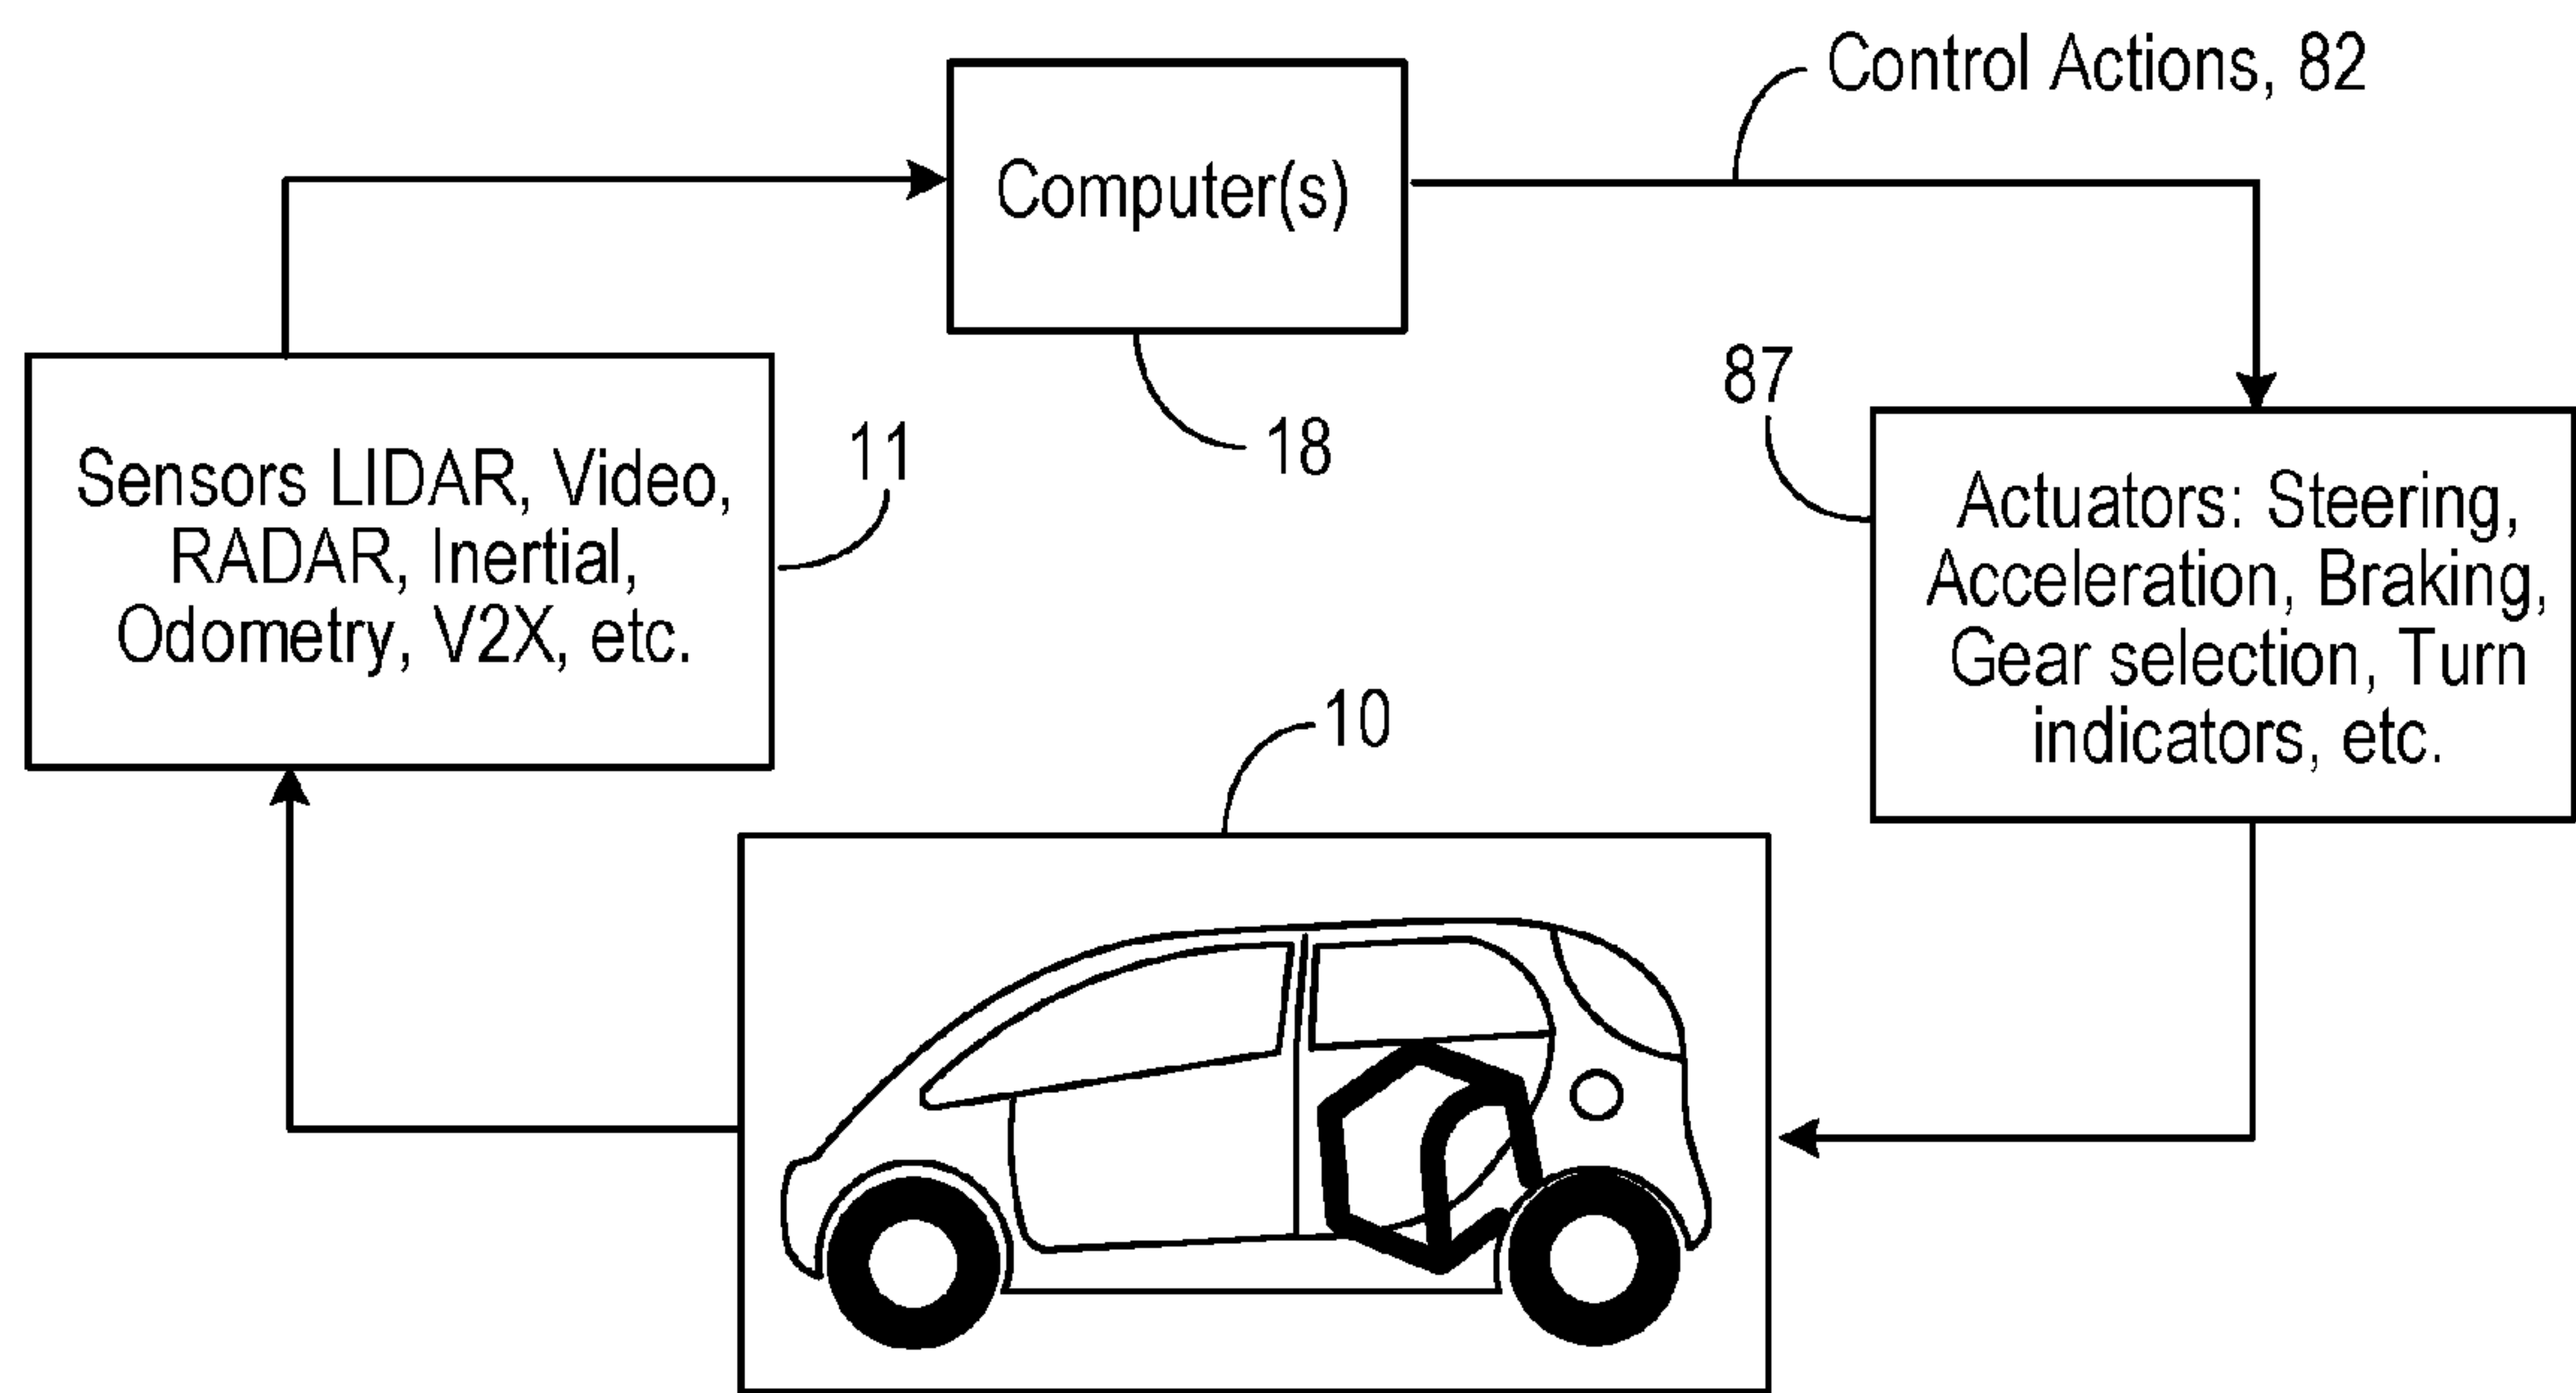 Control Actions, 82
Computer(s)
18
Sensors LIDAR, Video,
RADAR, Inertial,
Odometry, V2X, etc.
11
87
Actuators: Steering,
Acceleration, Braking,
Gear selection, Turn
indicators, etc.
10